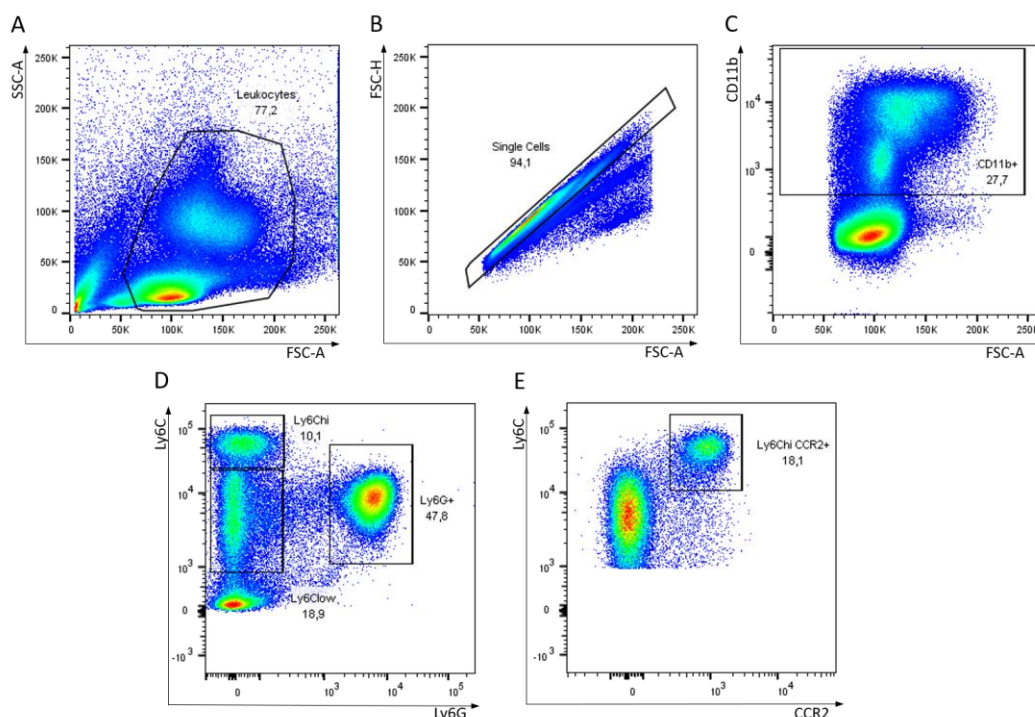 A
SSC-A
250K
200K
150K
100K
50K
0
Leukocytes
77,2
0 50K 100K 150K 200K 250K
FSC-A
B
FSC-H
250K
200K
150K
100K
50K
0
Single Cells
94,1
0 50K 100K 150K 200K 250K
FSC-A
C
CD11b
10⁴
10³
0
CD11b+
27,7
0 50K 100K 150K 200K 250K
FSC-A
D
Ly6C
10⁵
10⁴
10³
0
-10³
Ly6Chi
10,1
Ly6G+
47,8
Ly6Clow
18,9
0 10³ 10⁴ 10⁵
Ly6G
E
Ly6C
10⁵
10⁴
10³
0
-10³
Ly6Chi CCR2+
18,1
0 10³ 10⁴
CCR2